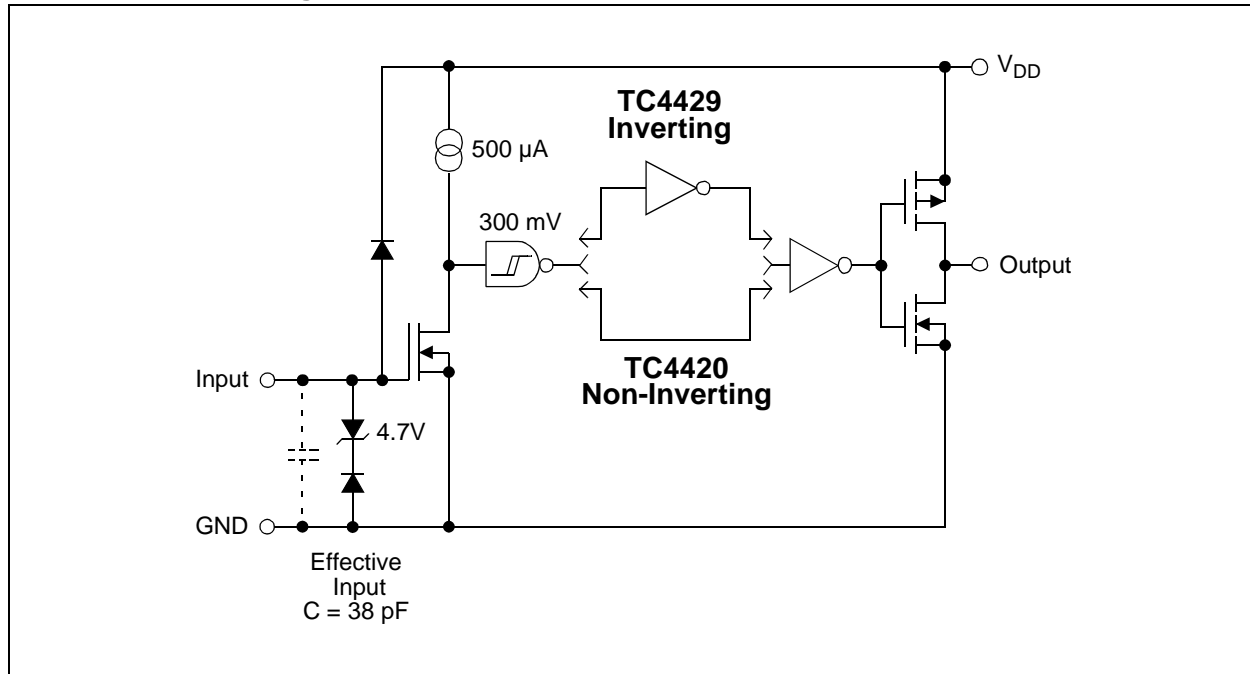 V_DD
TC4429
Inverting
500 µA
300 mV
Output
TC4420
Non-Inverting
Input
4.7V
GND
Effective
Input
C = 38 pF